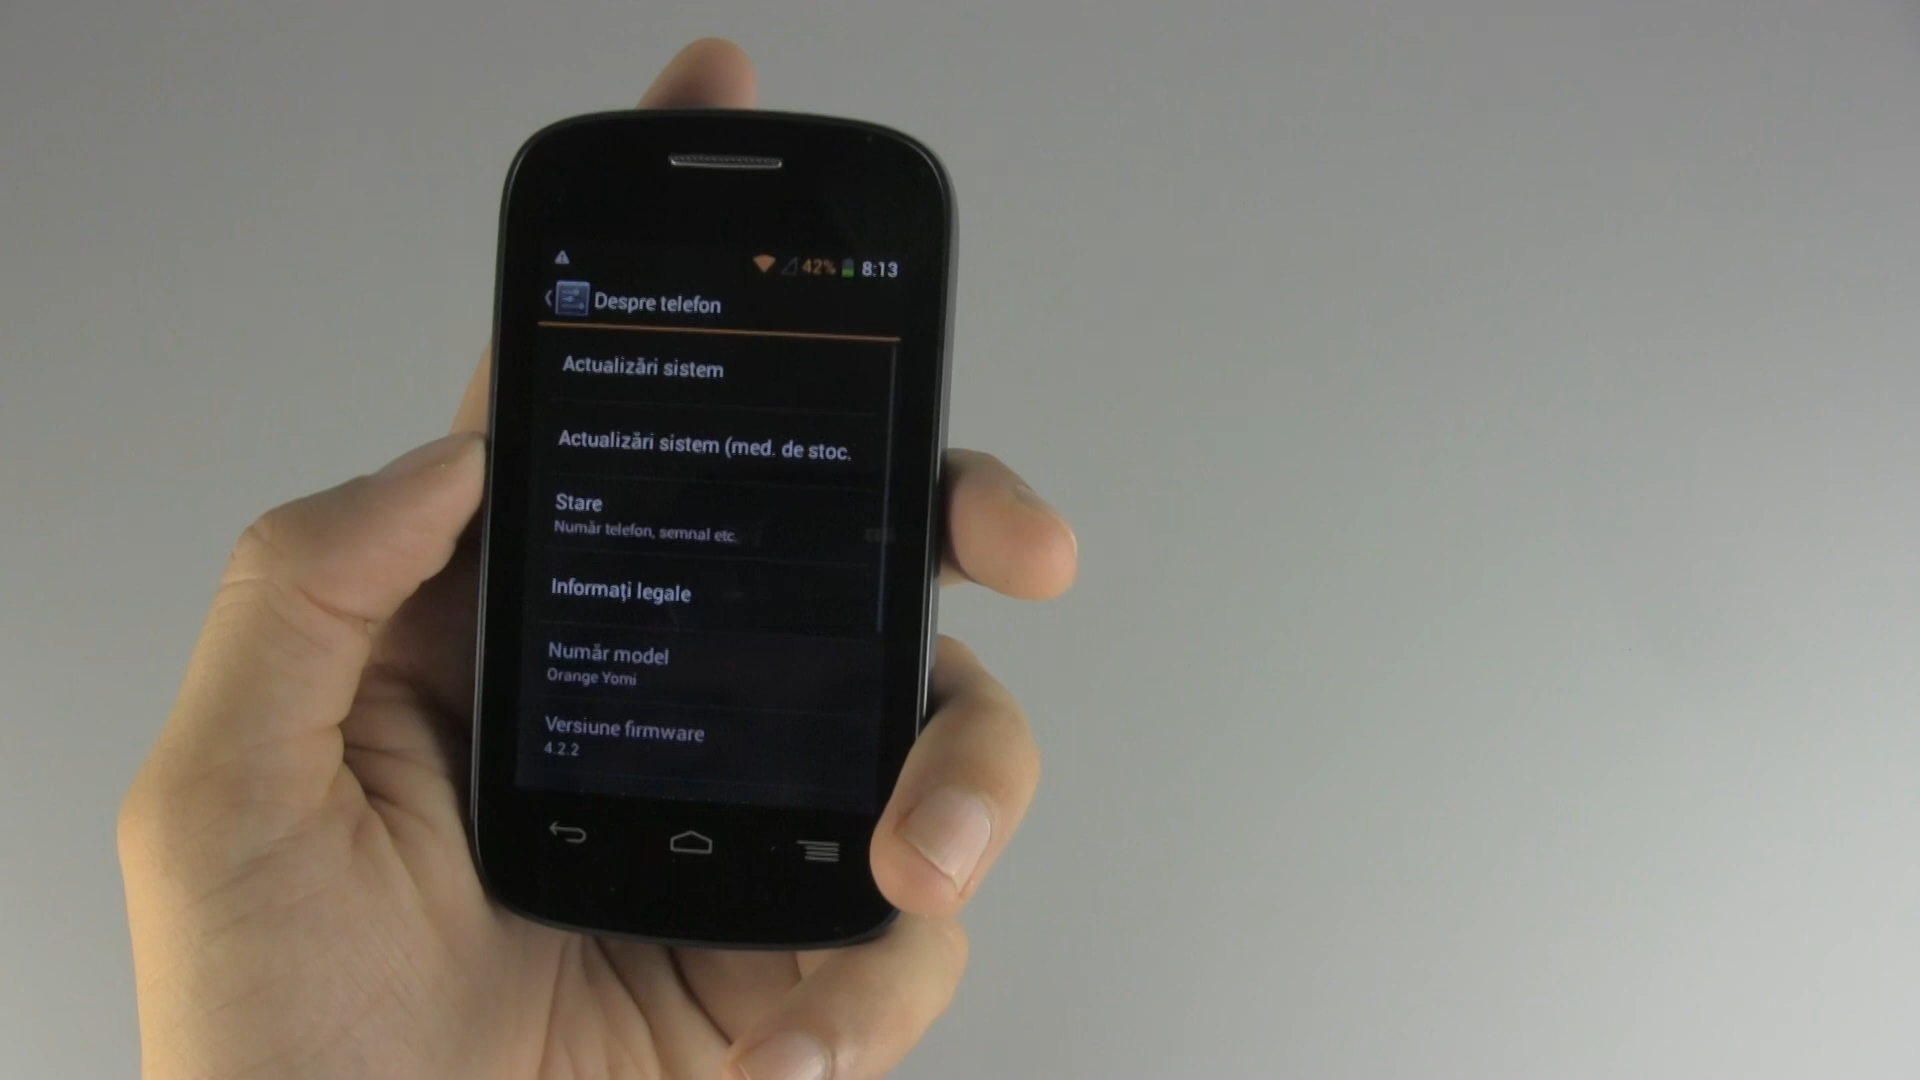 42% 8:13
Despre telefon
Actualizări sistem
Actualizări sistem (med. de stoc.
Stare
Număr telefon, semnal etc.
Informați legale
Număr model
Orange Yomi
Versiune firmware
4.2.2